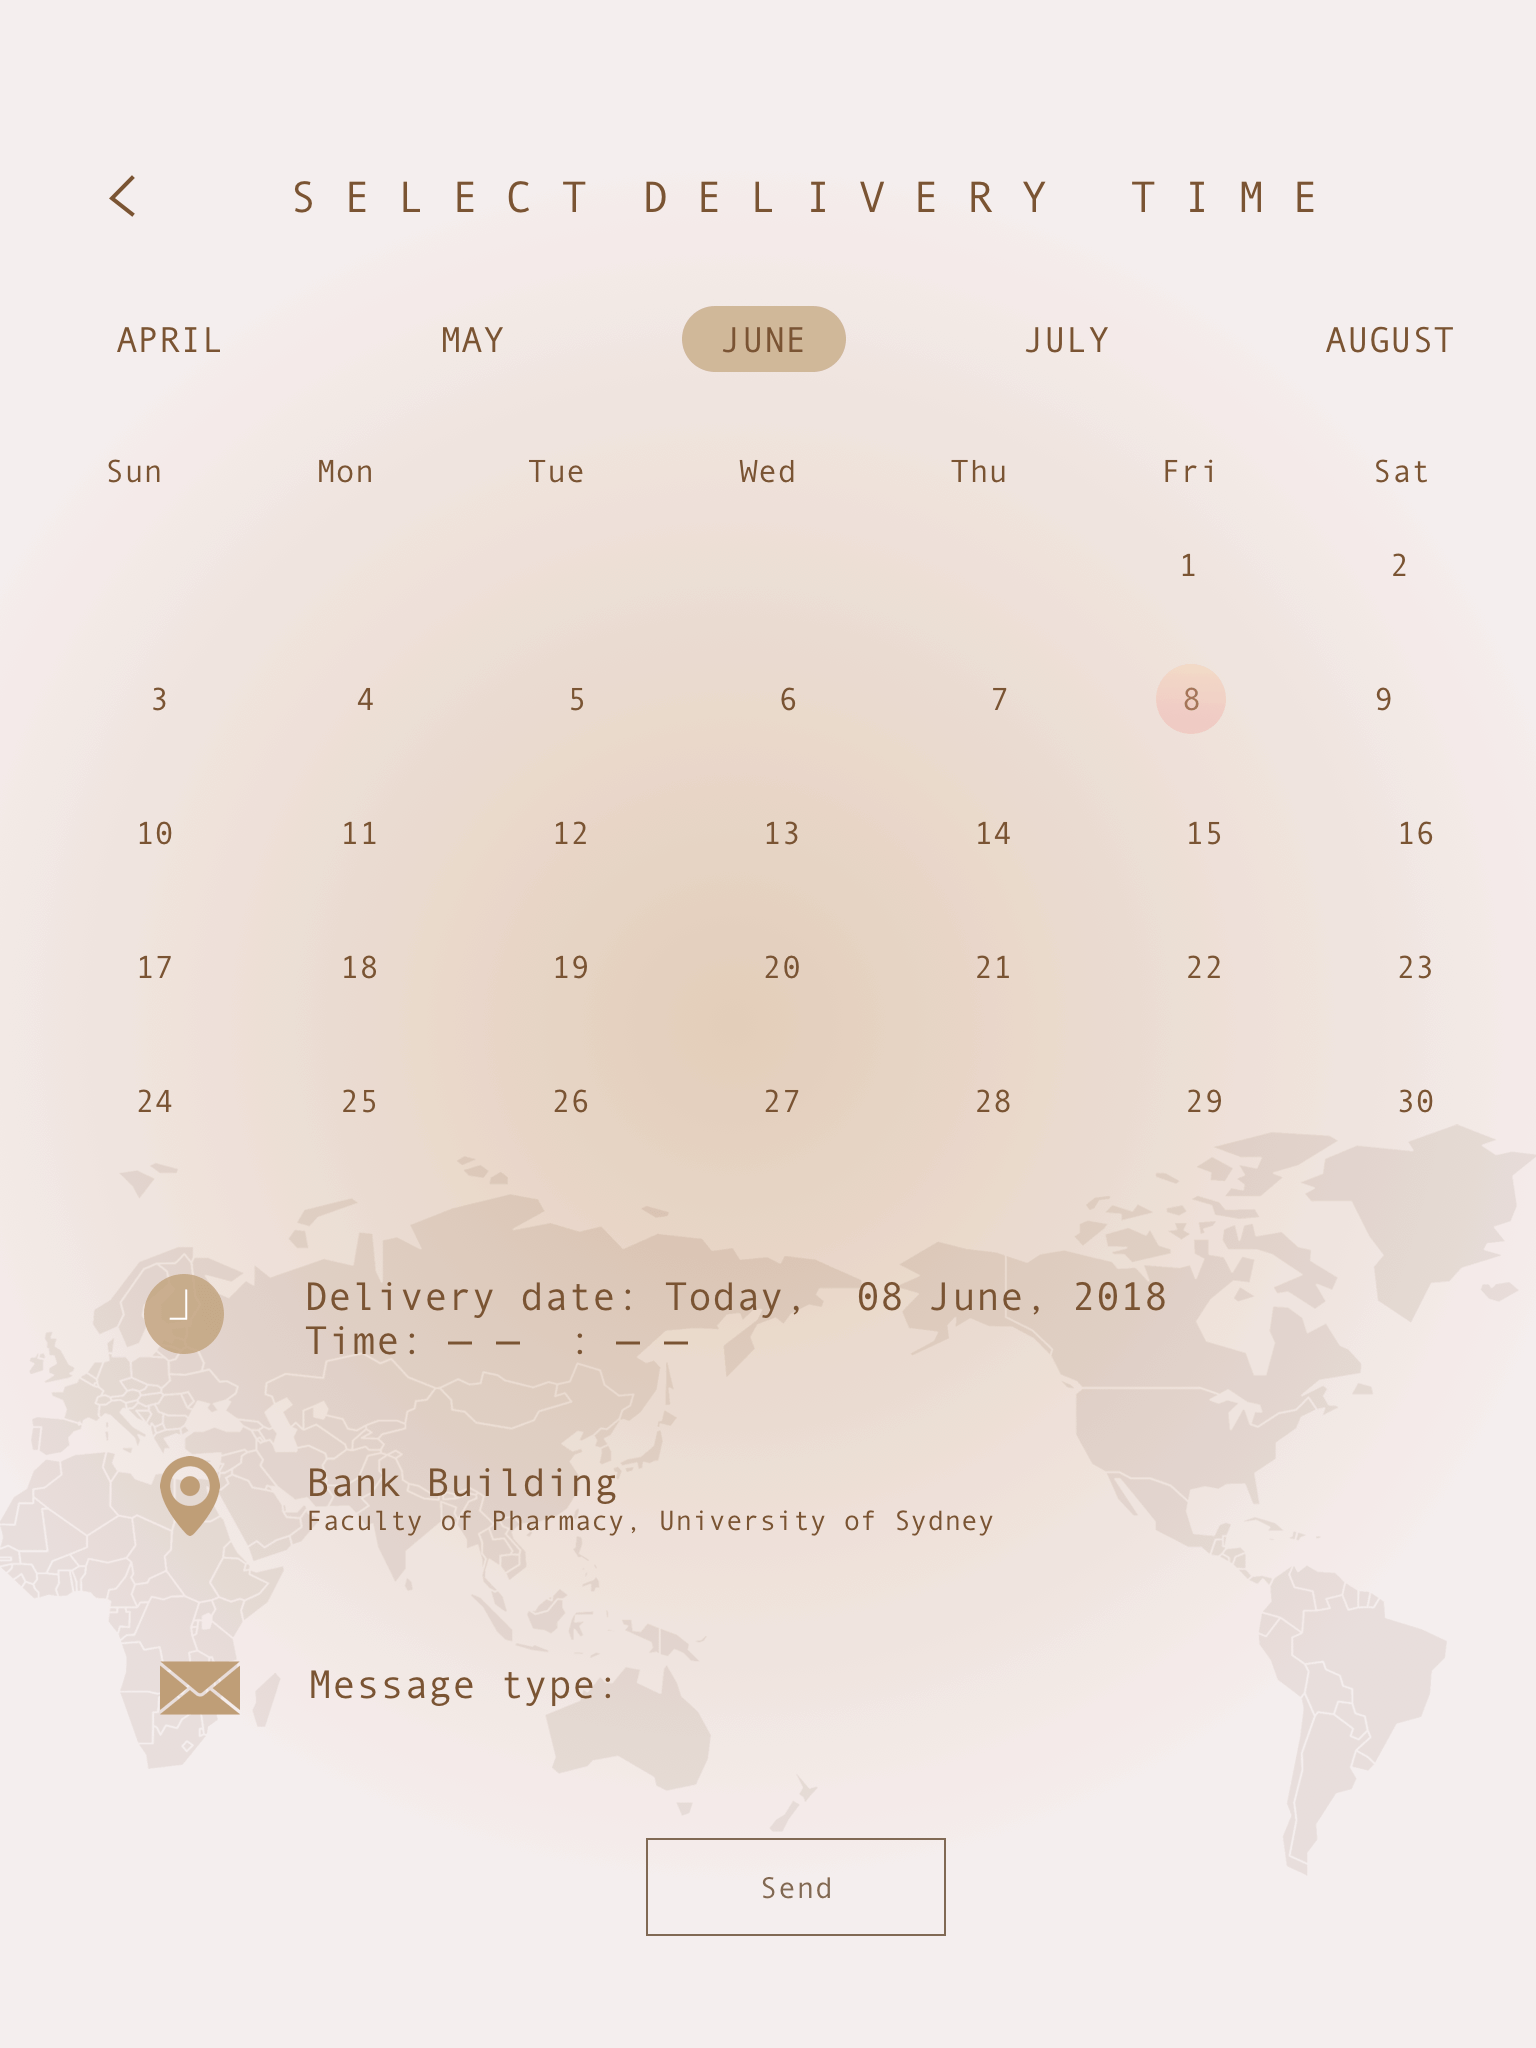 SELECT DELIVERY TIME
APRIL MAY JUNE JULY AUGUST
Sun Mon Tue Wed Thu Fri Sat
1 2
3 4 5 6 7 8 9
10 11 12 13 14 15 16
17 18 19 20 21 22 23
24 25 26 27 28 29 30
Delivery date: Today, 08 June, 2018
Time: – – : – –
Bank Building
Faculty of Pharmacy, University of Sydney
Message type:
Send